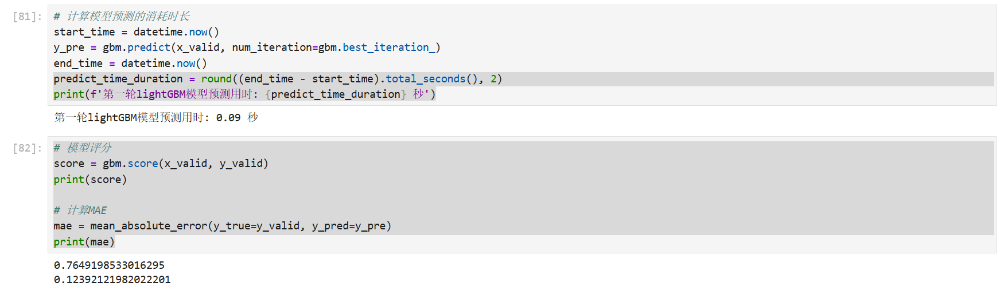 [81]:
# 计算模型预测的消耗时长
start_time = datetime.now()
y_pre = gbm.predict(x_valid, num_iteration=gbm.best_iteration_)
end_time = datetime.now()
predict_time_duration = round((end_time - start_time).total_seconds(), 2)
print(f'第一轮lightGBM模型预测用时: {predict_time_duration} 秒')
第一轮lightGBM模型预测用时: 0.09 秒
[82]:
# 模型评分
score = gbm.score(x_valid, y_valid)
print(score)
# 计算MAE
mae = mean_absolute_error(y_true=y_valid, y_pred=y_pre)
print(mae)
0.7649198533016295
0.12392121982022201